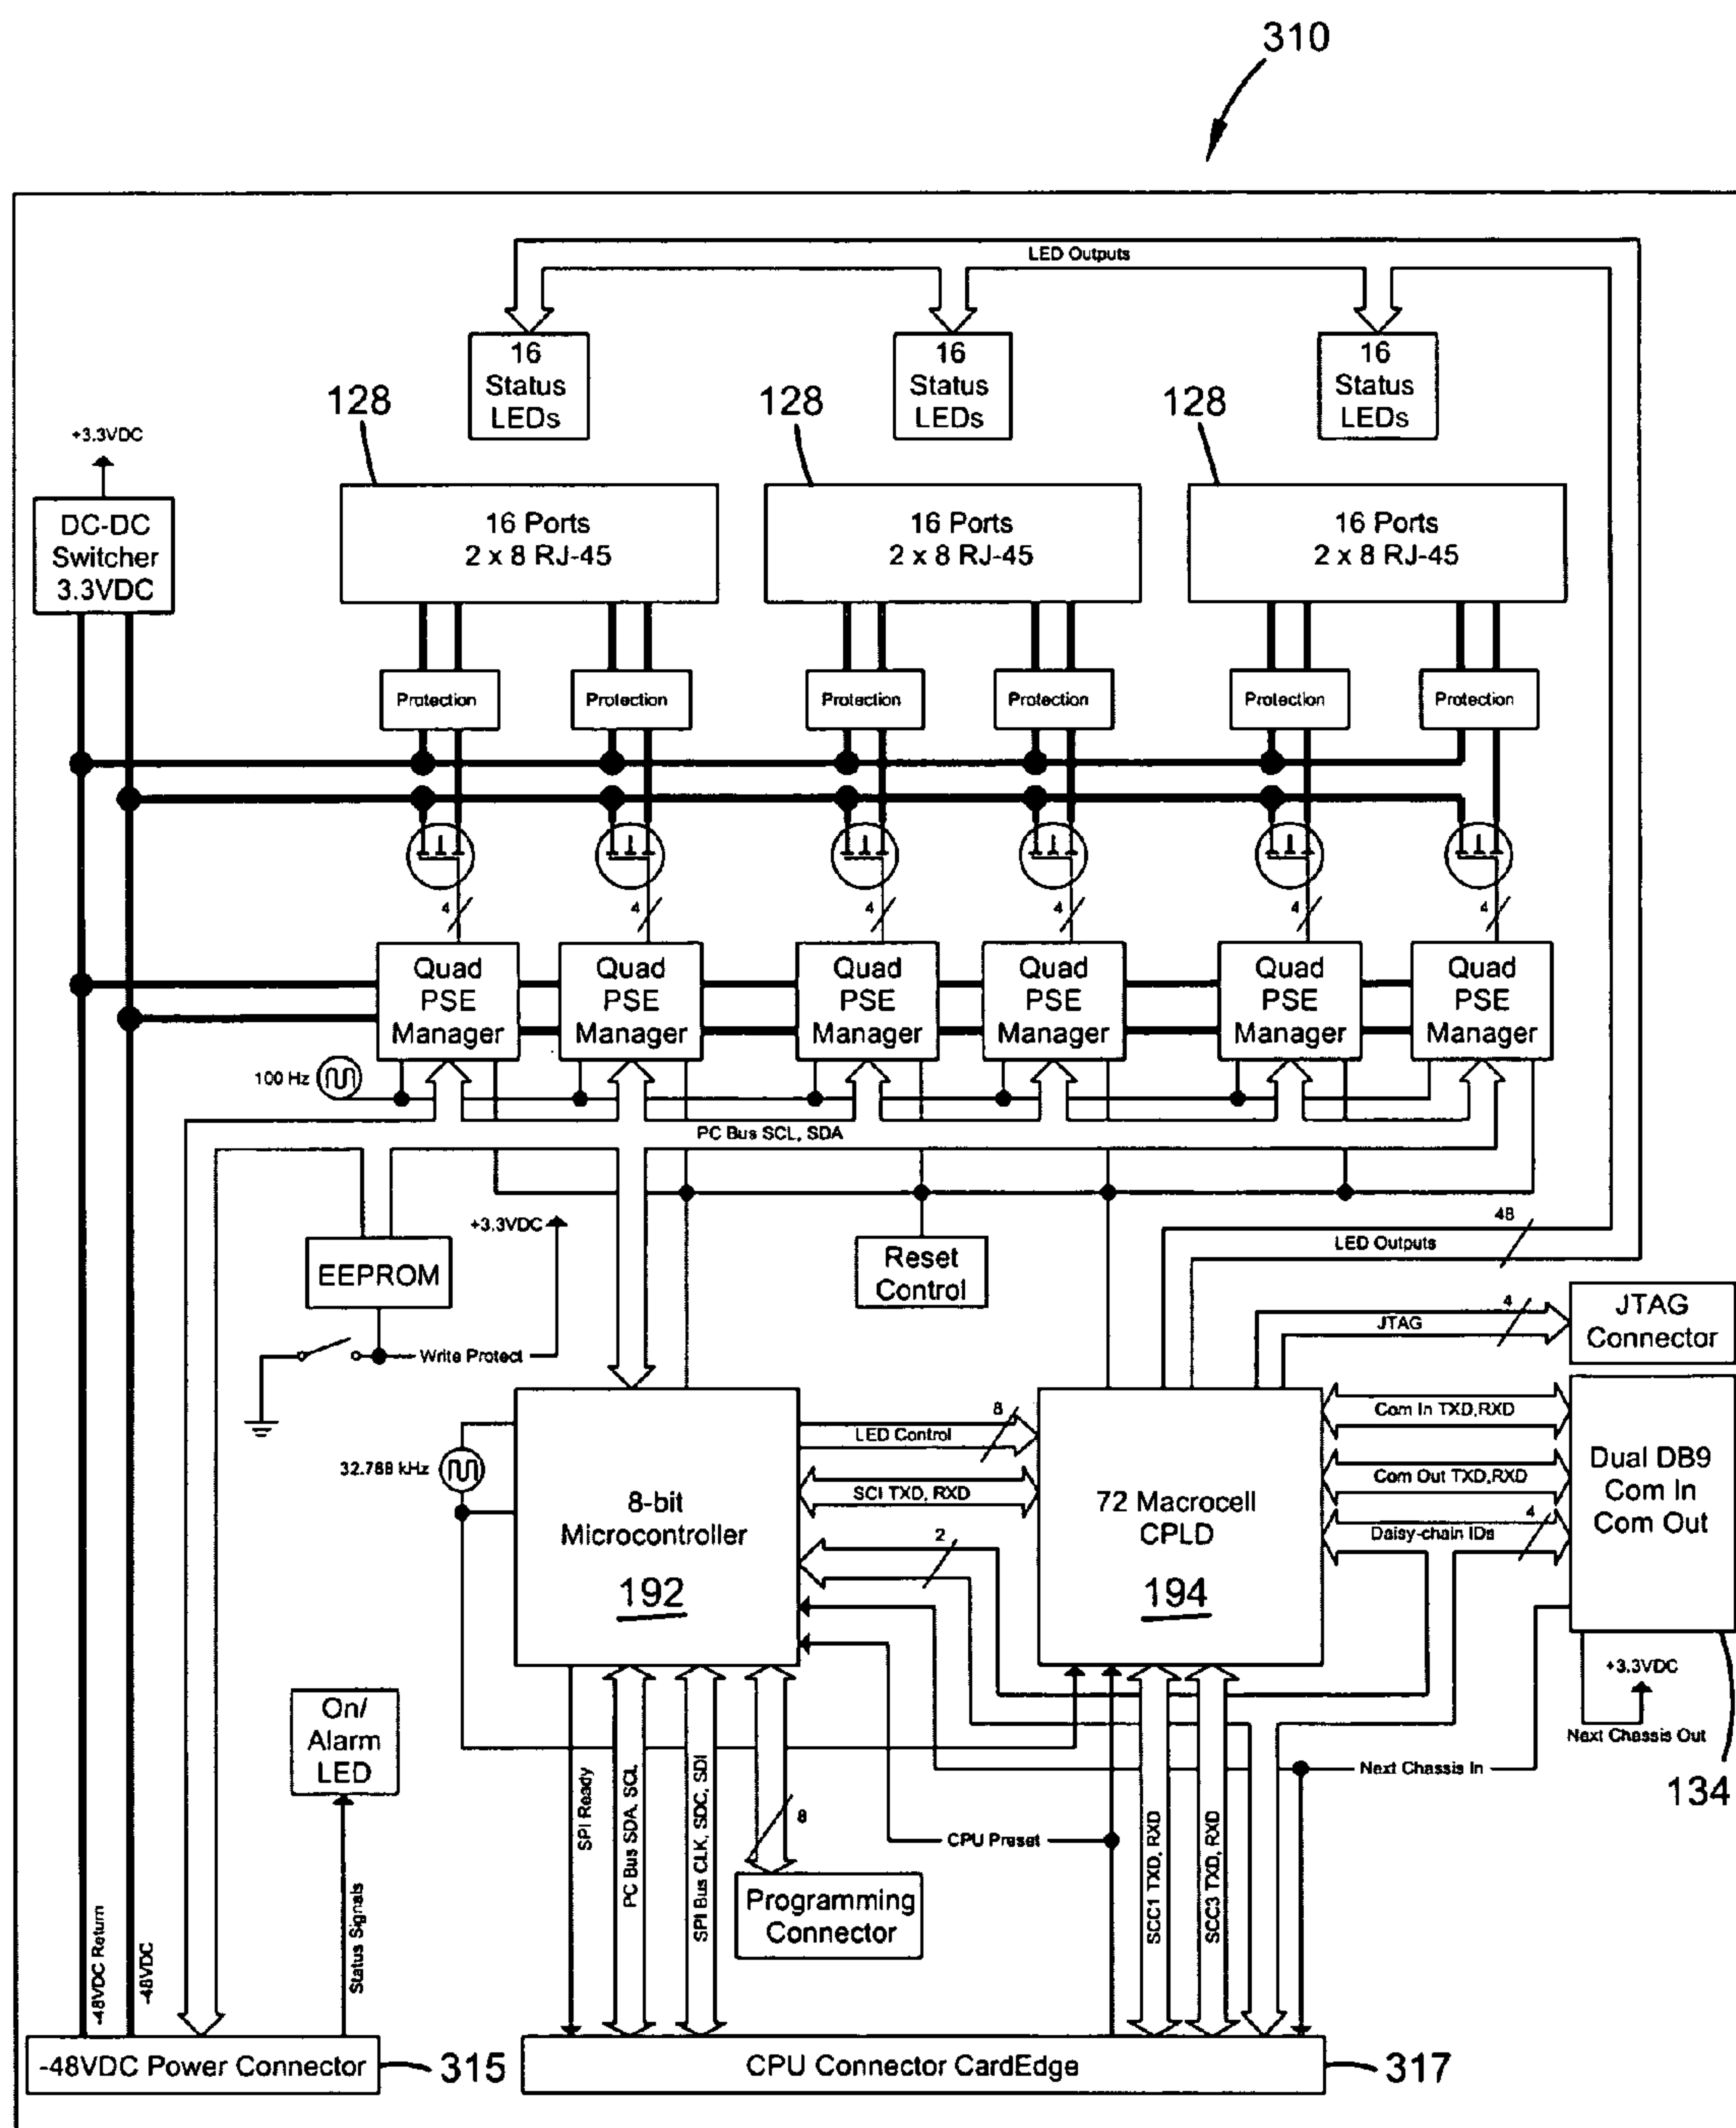 310
LED Outputs
16
Status
LEDs
16
Status
LEDs
16
Status
LEDs
128
128
128
+3.3VDC
DC-DC
Switcher
3.3VDC
16 Ports
2 x 8 RJ-45
16 Ports
2 x 8 RJ-45
16 Ports
2 x 8 RJ-45
Protection
Protection
Protection
Protection
Protection
Protection
4
4
4
4
4
4
Quad
PSE
Manager
Quad
PSE
Manager
Quad
PSE
Manager
Quad
PSE
Manager
Quad
PSE
Manager
Quad
PSE
Manager
100 Hz
PC Bus SCL, SDA
+3.3VDC
EEPROM
Write Protect
Reset
Control
48
LED Outputs
4
JTAG
JTAG
Connector
32.768 kHz
8-bit
Microcontroller
192
8
LED Control
SCI TXD, RXD
2
72 Macrocell
CPLD
194
Com In TXD,RXD
Com Out TXD,RXD
4
Daisy-chain IDs
Dual DB9
Com In
Com Out
+3.3VDC
Next Chassis Out
134
Next Chassis In
On/
Alarm
LED
Status Signals
-48VDC Return
-48VDC
SPI Ready
PC Bus SDA, SCL
SPI Bus CLK, SDC, SDI
8
Programming
Connector
CPU Preset
SCC1 TXD, RXD
SCC3 TXD, RXD
-48VDC Power Connector
315
CPU Connector CardEdge
317